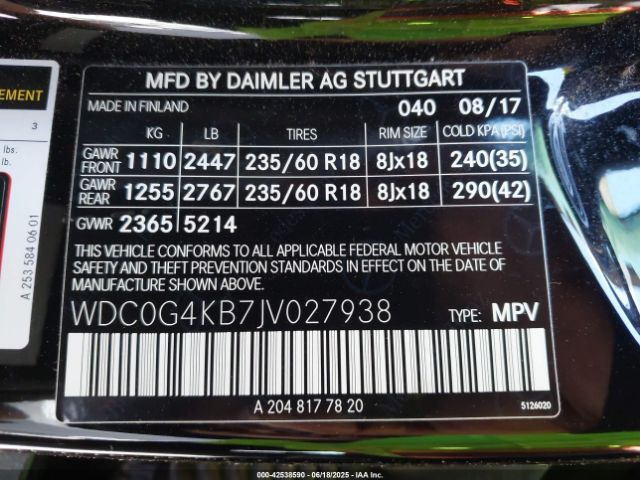 EMENT
3
lbs.
lb.
A 253 584 06 01
MFD BY DAIMLER AG STUTTGART
MADE IN FINLAND 040 08/17
KG LB TIRES RIM SIZE COLD KPA (PSI)
GAWR FRONT 1110 2447 235/60 R18 8Jx18 240(35)
GAWR REAR 1255 2767 235/60 R18 8Jx18 290(42)
GVWR 2365 5214
THIS VEHICLE CONFORMS TO ALL APPLICABLE FEDERAL MOTOR VEHICLE
SAFETY AND THEFT PREVENTION STANDARDS IN EFFECT ON THE DATE OF
MANUFACTURE SHOWN ABOVE.
WDC0G4KB7JV027938 TYPE: MPV
A 204 817 78 20
5126020
000-42538590 - 06/18/2025 - IAA Inc.